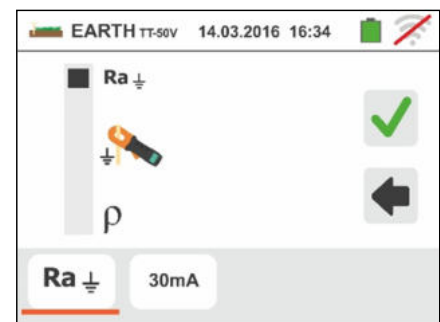 EARTH TT-50V 14.03.2016 16:34
Ra ⏚
⏚
ρ
Ra ⏚ 30mA